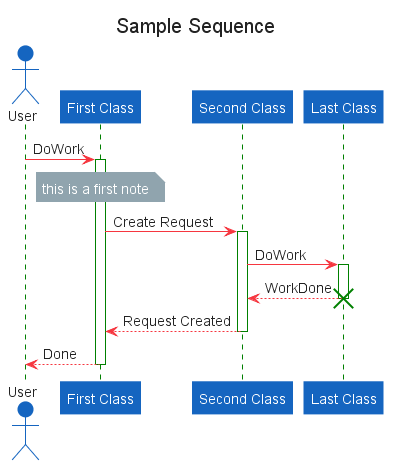 Sample Sequence
User
First Class
Second Class
Last Class
DoWork
this is a first note
Create Request
DoWork
WorkDone
Request Created
Done
User
First Class
Second Class
Last Class